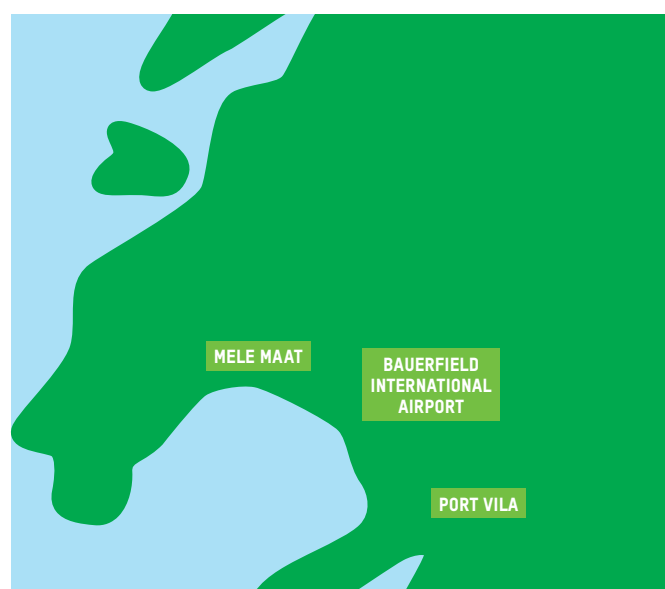 MELE MAAT
BAUERFIELD
INTERNATIONAL
AIRPORT
PORT VILA